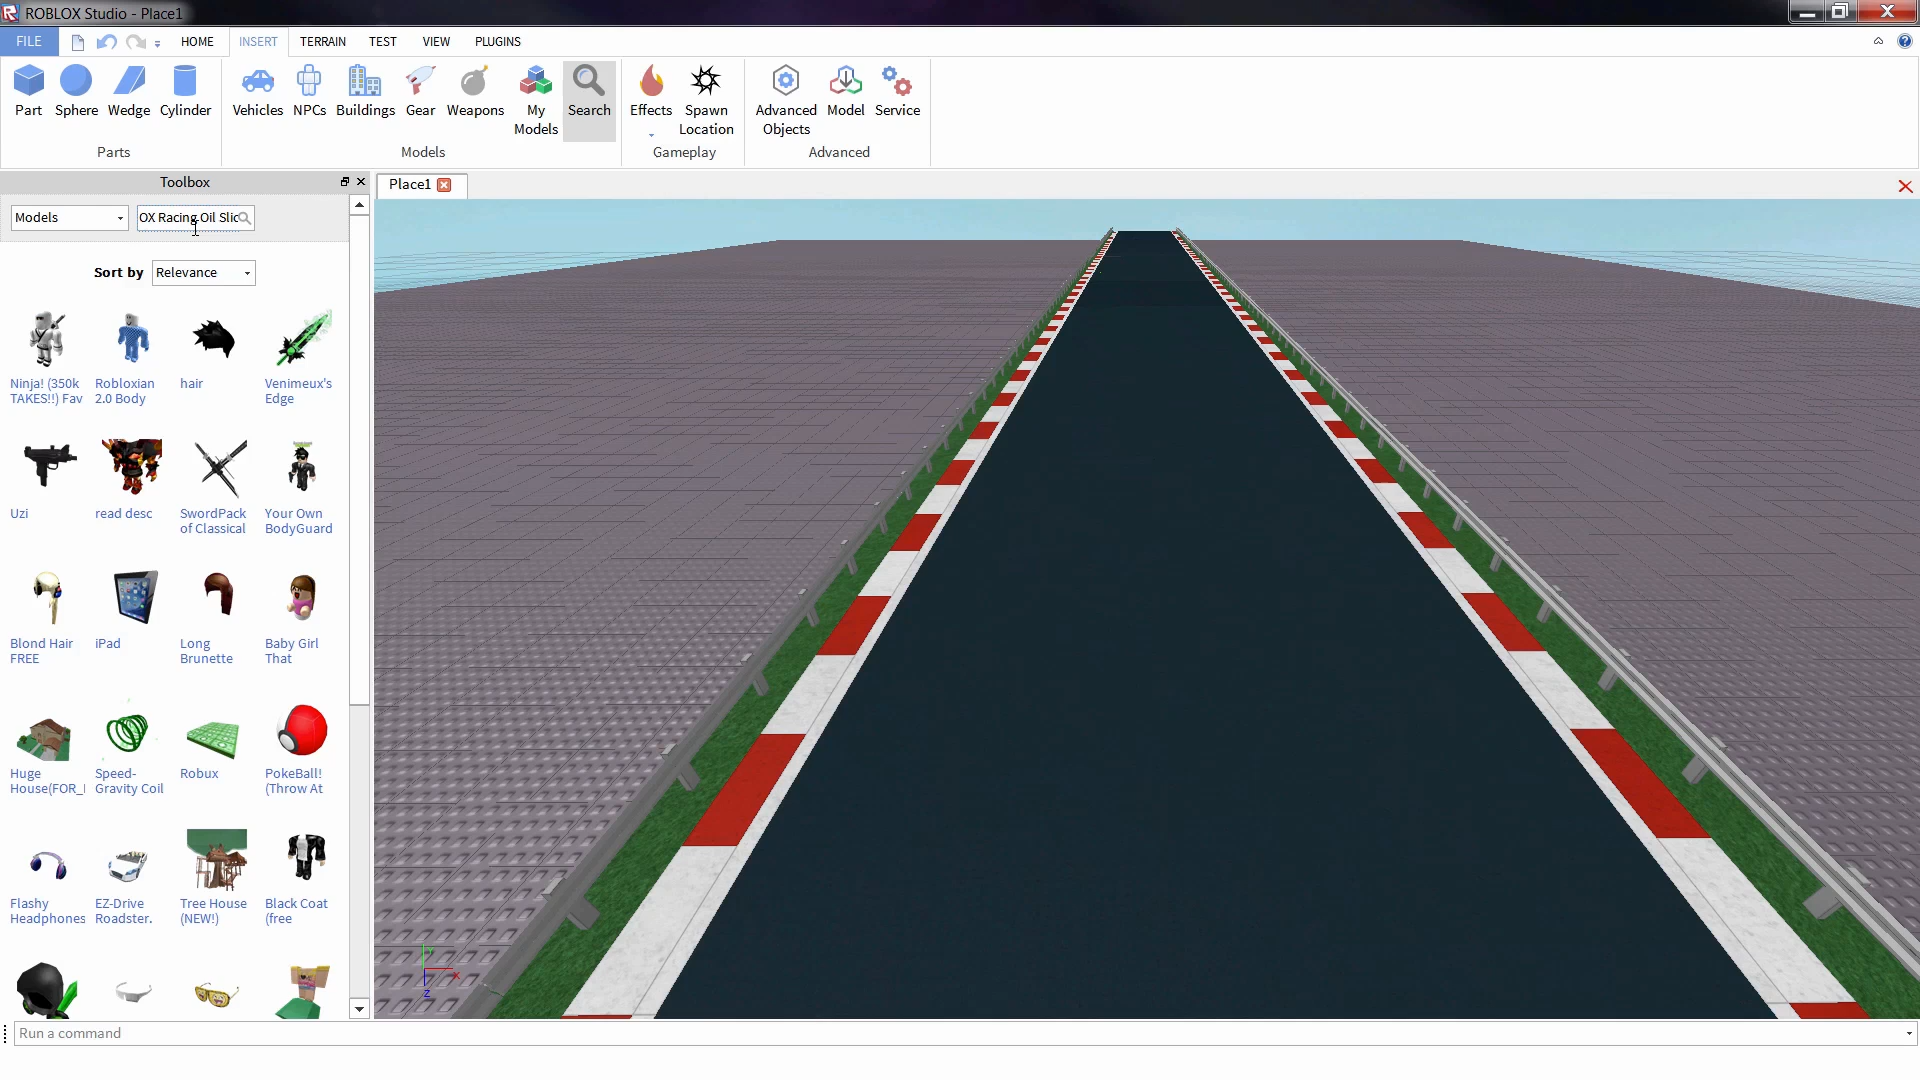 ROBLOX Studio - Place1
FILE HOME INSERT TERRAIN TEST VIEW PLUGINS
Part Sphere Wedge Cylinder Vehicles NPCs Buildings Gear Weapons My Models Search Effects Spawn Location Advanced Objects Model Service
Parts Models Gameplay Advanced
Toolbox Place1
Models OX Racing Oil Slic
Sort by Relevance
Ninja! (350k TAKES!!) Fav
Robloxian 2.0 Body
hair
Venimeux's Edge
Uzi
read desc
SwordPack of Classical
Your Own BodyGuard
Blond Hair FREE
iPad
Long Brunette
Baby Girl That
Huge House(FOR_
Speed-Gravity Coil
Robux
PokeBall! (Throw At
Flashy Headphones
EZ-Drive Roadster.
Tree House (NEW!)
Black Coat (free
Y
X
Z
Run a command